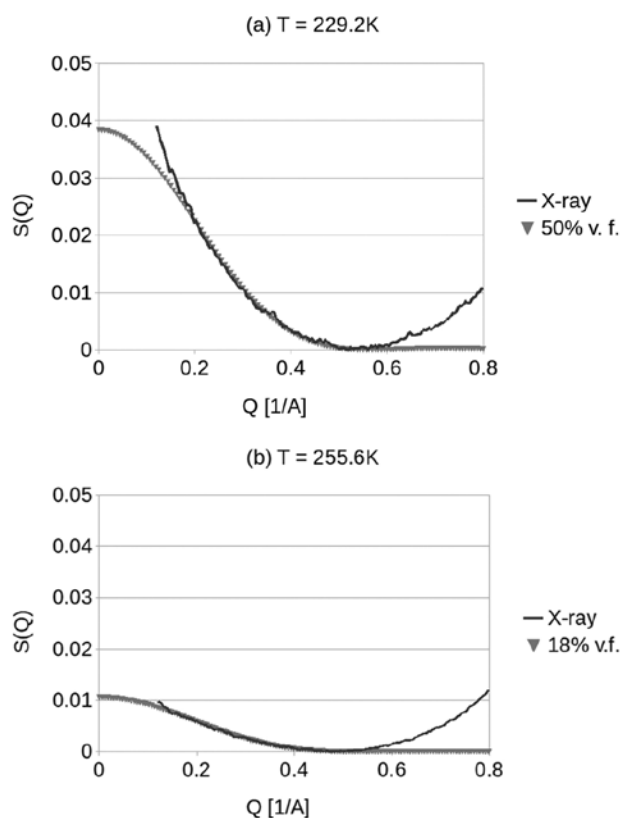 (a) T = 229.2K
0.05
0.04
0.03
0.02
0.01
0
S(Q)
0 0.2 0.4 0.6 0.8
Q [1/A]
X-ray
50% v. f.
(b) T = 255.6K
0.05
0.04
0.03
0.02
0.01
0
S(Q)
0 0.2 0.4 0.6 0.8
Q [1/A]
X-ray
18% v.f.